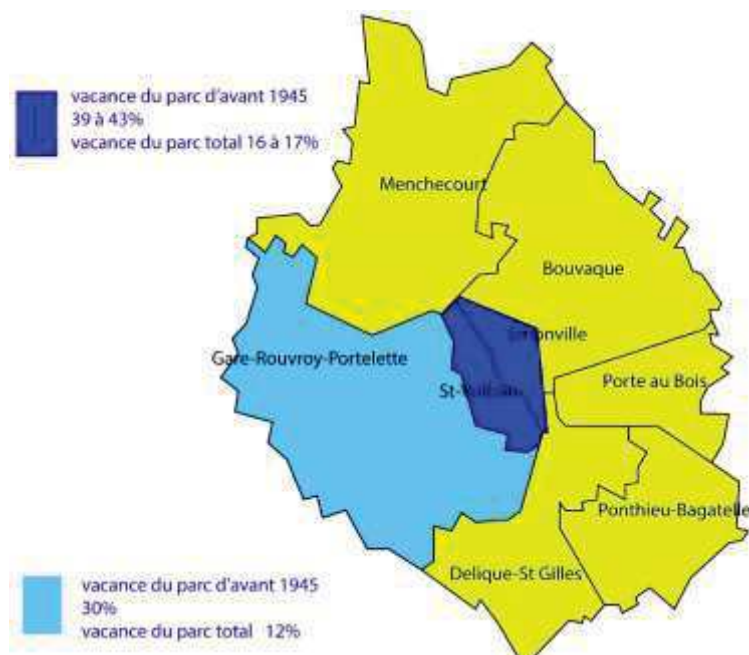 vacance du parc d'avant 1945
39 à 43%
vacance du parc total 16 à 17%
Menchecourt
Bouvaque
Gare-Rouvroy-Portelette
Porte au Bois
Ponthieu-Bagatelle
Delique-St Gilles
vacance du parc d'avant 1945
30%
vacance du parc total 12%